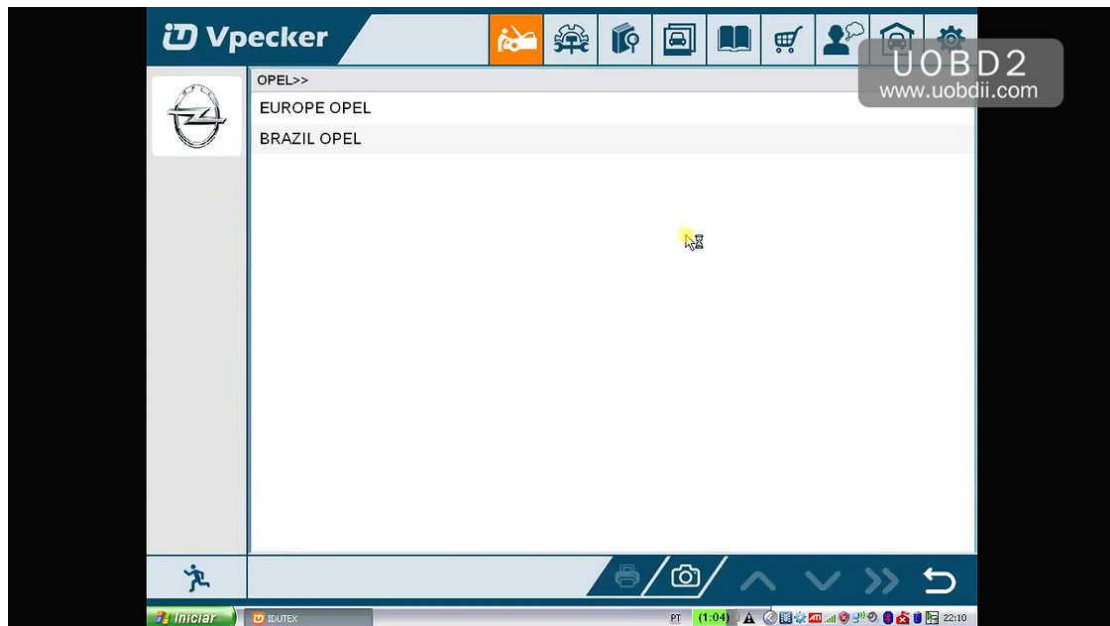 Vpecker
UOBD2
www.uobdii.com
OPEL>>
EUROPE OPEL
BRAZIL OPEL
Iniciar
IDUTEX
PT
(1:04)
22:10